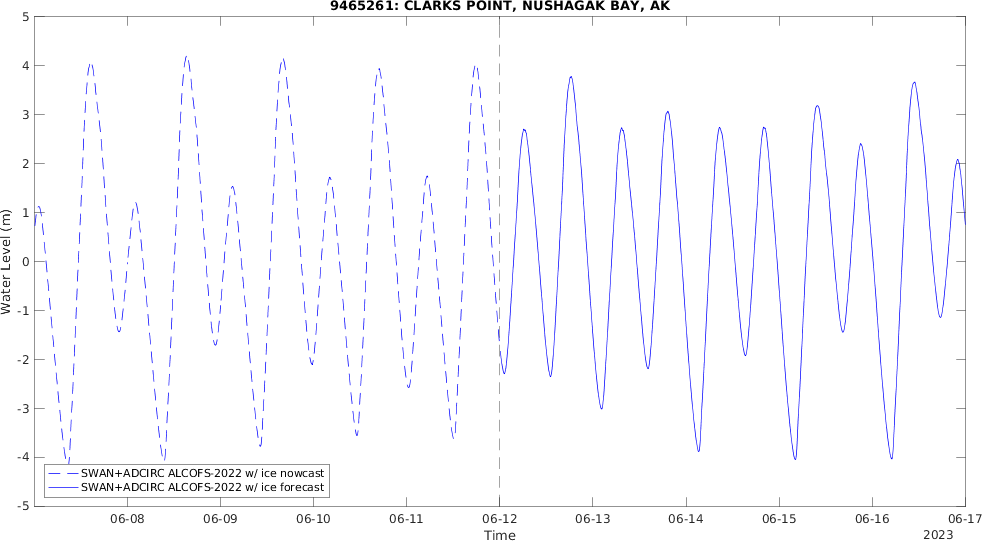 9465261: CLARKS POINT, NUSHAGAK BAY, AK
5
4
3
2
1
0
-1
-2
-3
-4
-5
Water Level (m)
SWAN+ADCIRC ALCOFS-2022 w/ ice nowcast
SWAN+ADCIRC ALCOFS-2022 w/ ice forecast
06-08 06-09 06-10 06-11 06-12 06-13 06-14 06-15 06-16 06-17
Time
2023